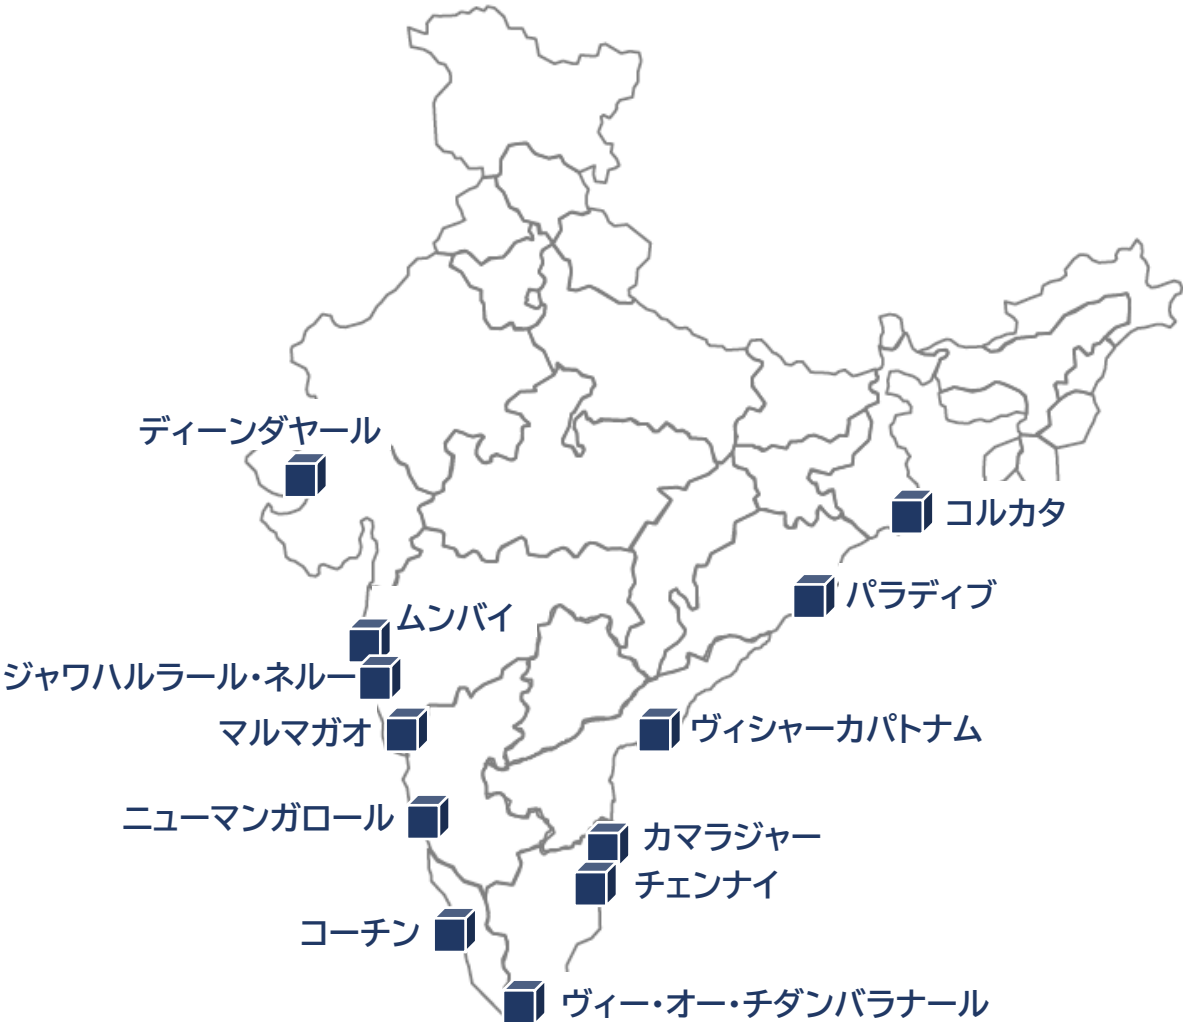 ディーンダヤール
コルカタ
パラディブ
ムンバイ
ジャワハルラール・ネルー
マルマガオ
ヴィシャーカパトナム
ニューマンガロール
カマラジャー
チェンナイ
コーチン
ヴィー・オー・チダンバラナール